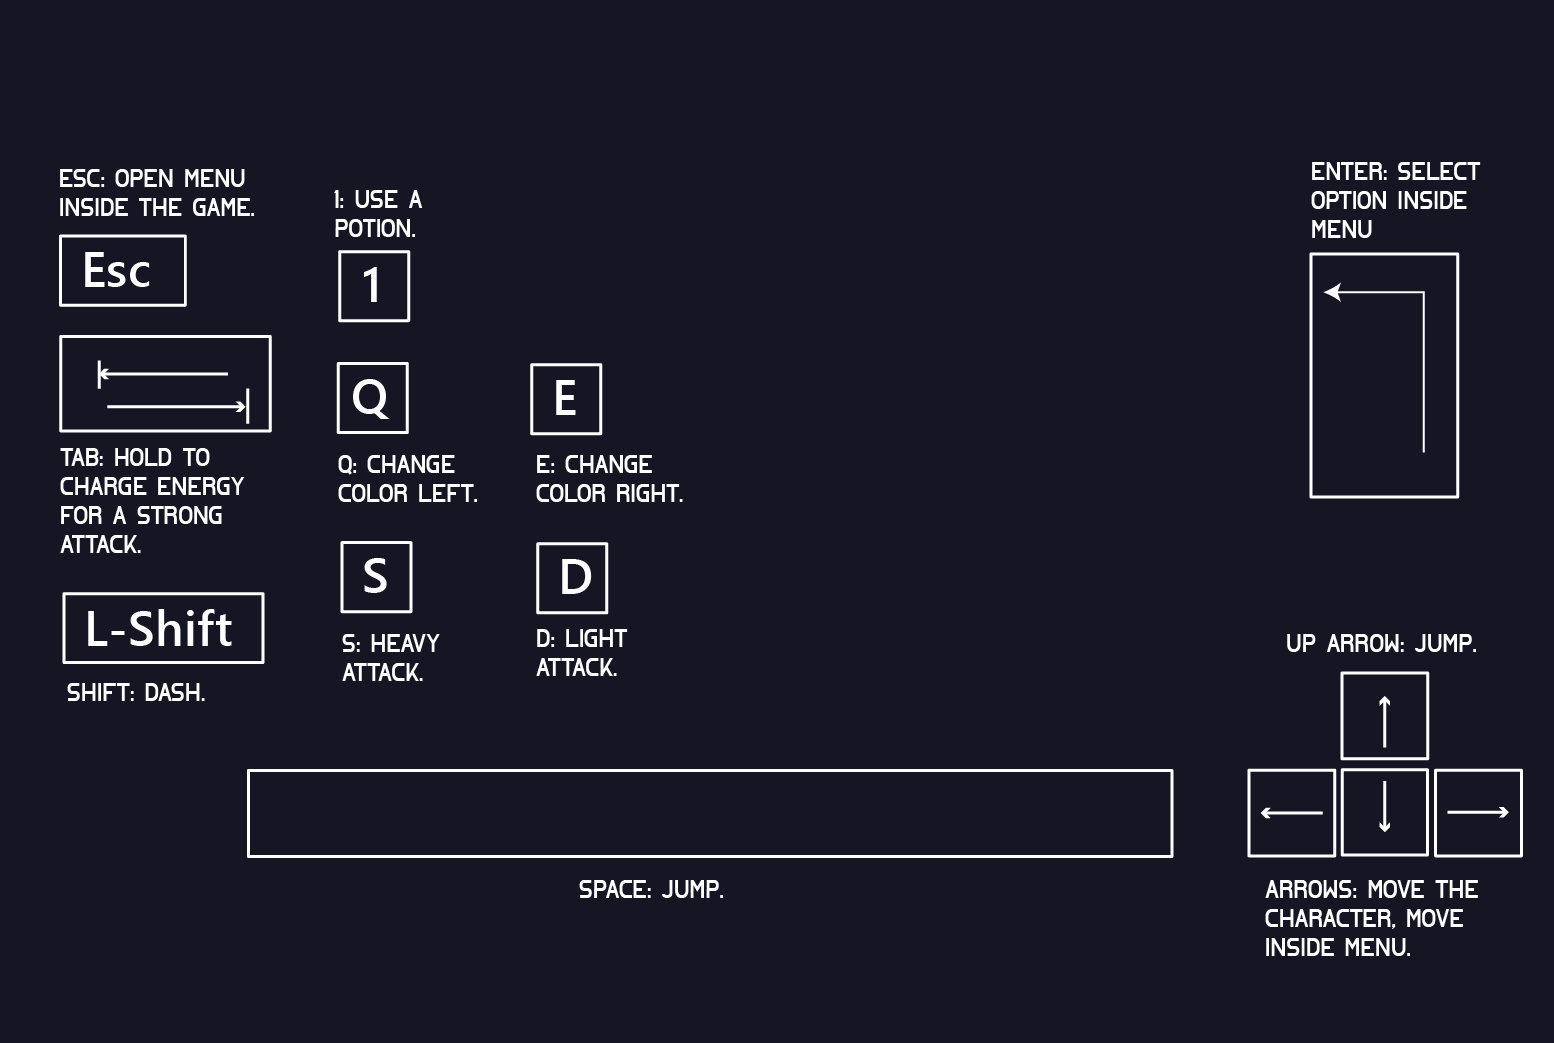 ESC: OPEN MENU
INSIDE THE GAME.
Esc
TAB: HOLD TO
CHARGE ENERGY
FOR A STRONG
ATTACK.
L-Shift
SHIFT: DASH.
1: USE A
POTION.
1
Q
Q: CHANGE
COLOR LEFT.
E
E: CHANGE
COLOR RIGHT.
S
S: HEAVY
ATTACK.
D
D: LIGHT
ATTACK.
SPACE: JUMP.
ENTER: SELECT
OPTION INSIDE
MENU
UP ARROW: JUMP.
ARROWS: MOVE THE
CHARACTER, MOVE
INSIDE MENU.